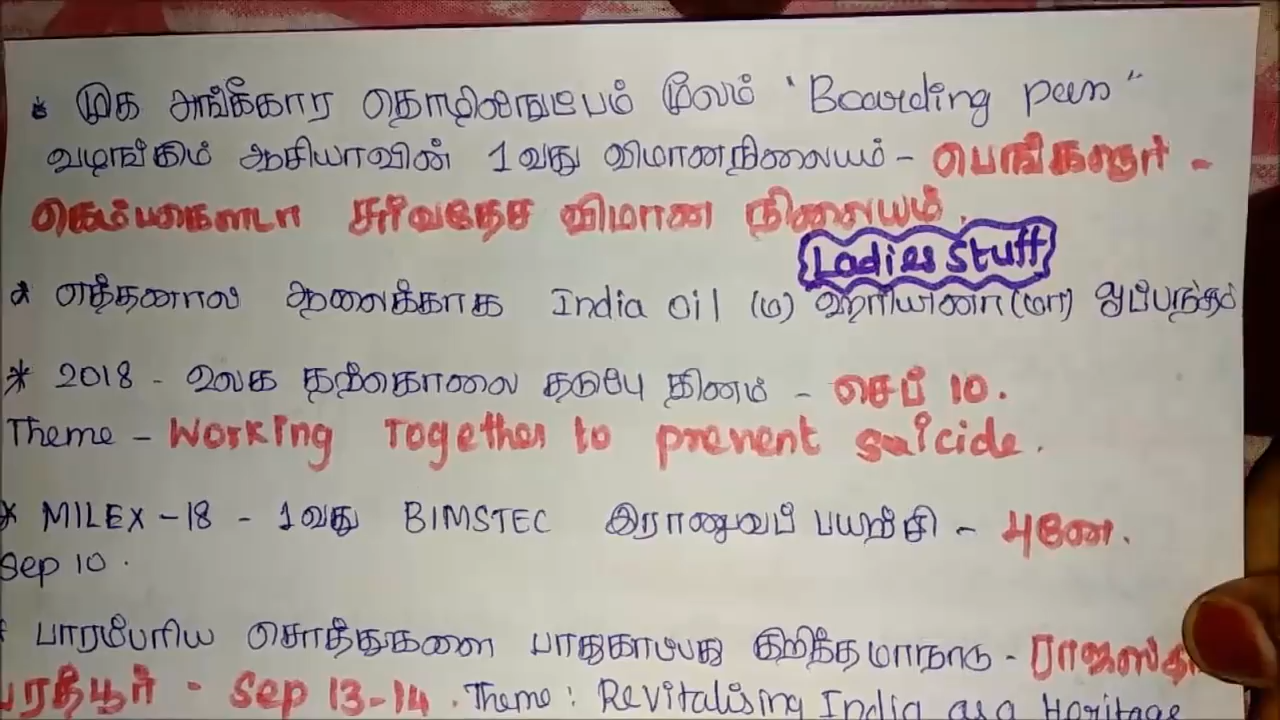 * முக அங்கீகார தொழில்நுட்பம் மூலம் "Boarding pass"
வழங்கும் ஆசியாவின் 1வது விமானநிலையம் - பெங்களூர் -
கெம்பகௌடா சர்வதேச விமான நிலையம்.
Ladies Stuff
* எத்தனால் ஆலைக்காக India oil (ம) ஹரியானா (மா) ஒப்பந்தம்
* 2018 - உலக தற்கொலை தடுப்பு தினம் - செப் 10.
Theme - Working Together to prevent suicide.
* MILEX - 18 - 1வது BIMSTEC இராணுவப் பயிற்சி - புனே.
Sep 10.
* பாரம்பரிய சொத்துகளை பாதுகாப்பது குறித்த மாநாடு -
பரத்பூர் - Sep 13-14. Theme : Revitalising India as a Heritage